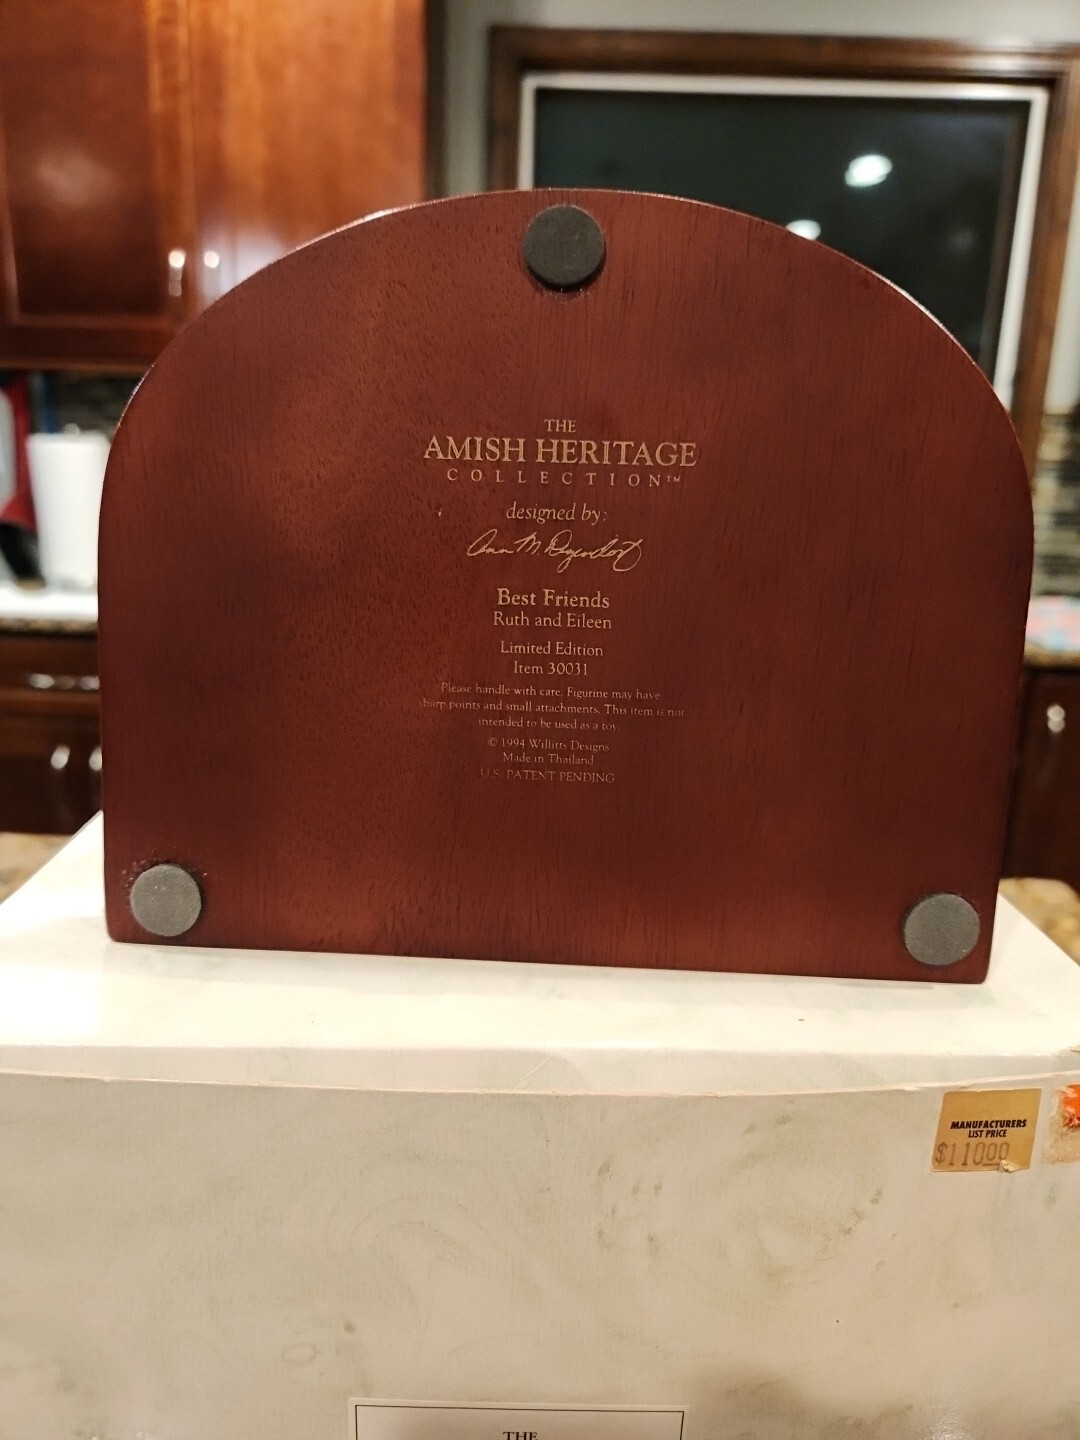 THE
AMISH HERITAGE
COLLECTION™
designed by:
Ann M. Dezendorf
Best Friends
Ruth and Eileen
Limited Edition
Item 30031
Please handle with care. Figurine may have
sharp points and small attachments. This item is not
intended to be used as a toy.
© 1994 Willitts Designs
Made in Thailand
U.S. PATENT PENDING
MANUFACTURERS
LIST PRICE
$110.00
THE